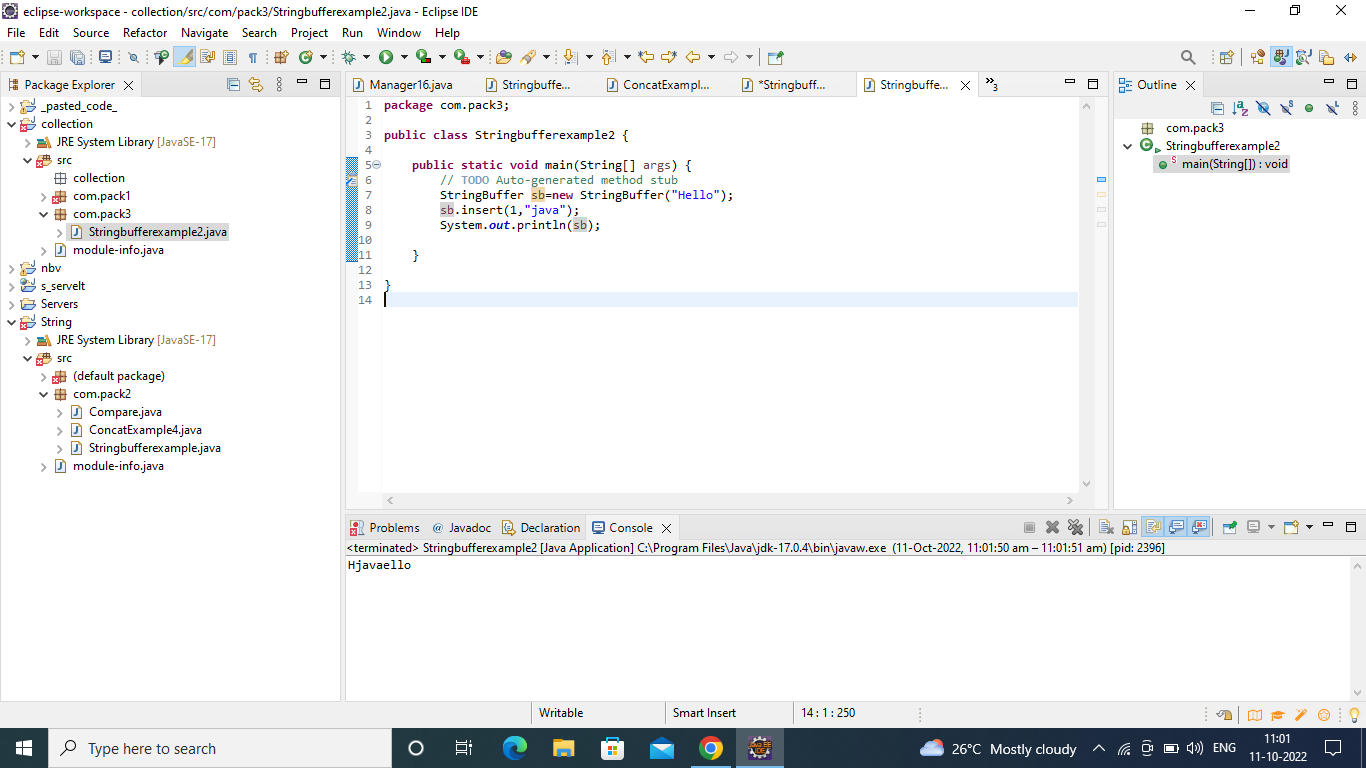 eclipse-workspace - collection/src/com/pack3/Stringbufferexample2.java - Eclipse IDE
File Edit Source Refactor Navigate Search Project Run Window Help
Package Explorer
_pasted_code_
collection
JRE System Library [JavaSE-17]
src
collection
com.pack1
com.pack3
Stringbufferexample2.java
module-info.java
nbv
s_servelt
Servers
String
JRE System Library [JavaSE-17]
src
(default package)
com.pack2
Compare.java
ConcatExample4.java
Stringbufferexample.java
module-info.java
Manager16.java Stringbuffe... ConcatExampl... *Stringbuff... Stringbuffe... »3
1 package com.pack3;
2
3 public class Stringbufferexample2 {
4
5 public static void main(String[] args) {
6 // TODO Auto-generated method stub
7 StringBuffer sb=new StringBuffer("Hello");
8 sb.insert(1,"java");
9 System.out.println(sb);
10
11 }
12
13 }
14
Outline
com.pack3
Stringbufferexample2
main(String[]) : void
Problems @ Javadoc Declaration Console
<terminated> Stringbufferexample2 [Java Application] C:\Program Files\Java\jdk-17.0.4\bin\javaw.exe (11-Oct-2022, 11:01:50 am – 11:01:51 am) [pid: 2396]
Hjavaello
Writable Smart Insert 14 : 1 : 250
Type here to search
JAVA EE
IDE
26°C Mostly cloudy
ENG
11:01
11-10-2022